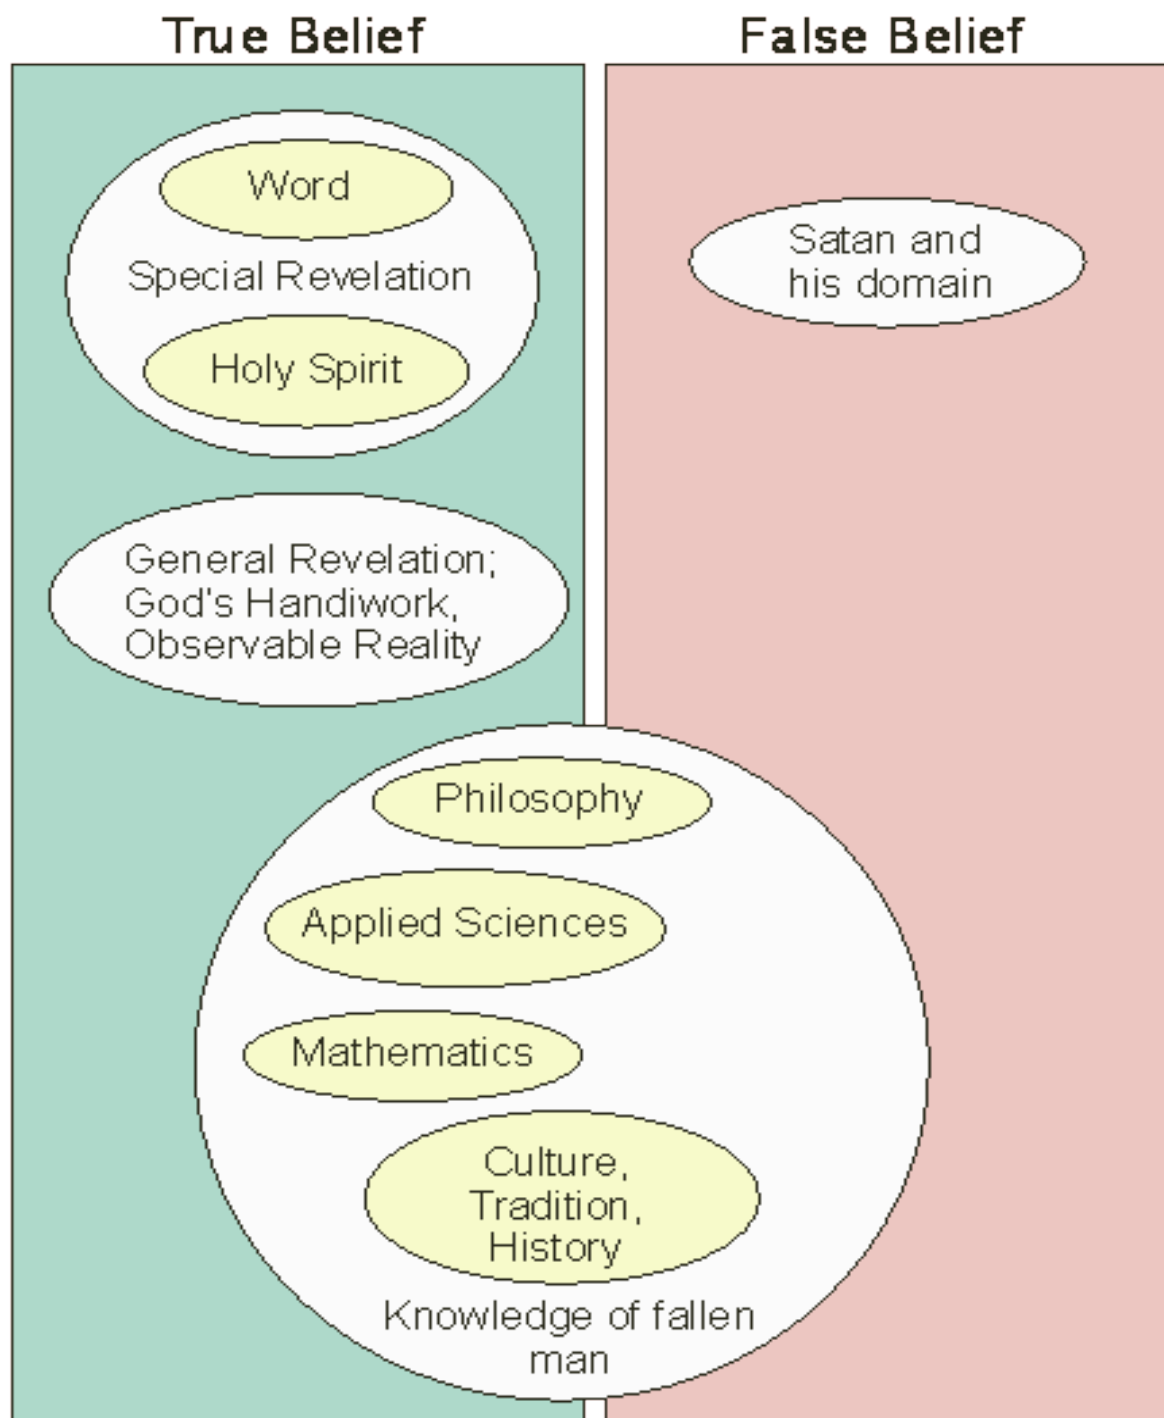 True Belief
False Belief
Word
Special Revelation
Holy Spirit
Satan and
his domain
General Revelation;
God's Handiwork,
Observable Reality
Philosophy
Applied Sciences
Mathematics
Culture,
Tradition,
History
Knowledge of fallen
man